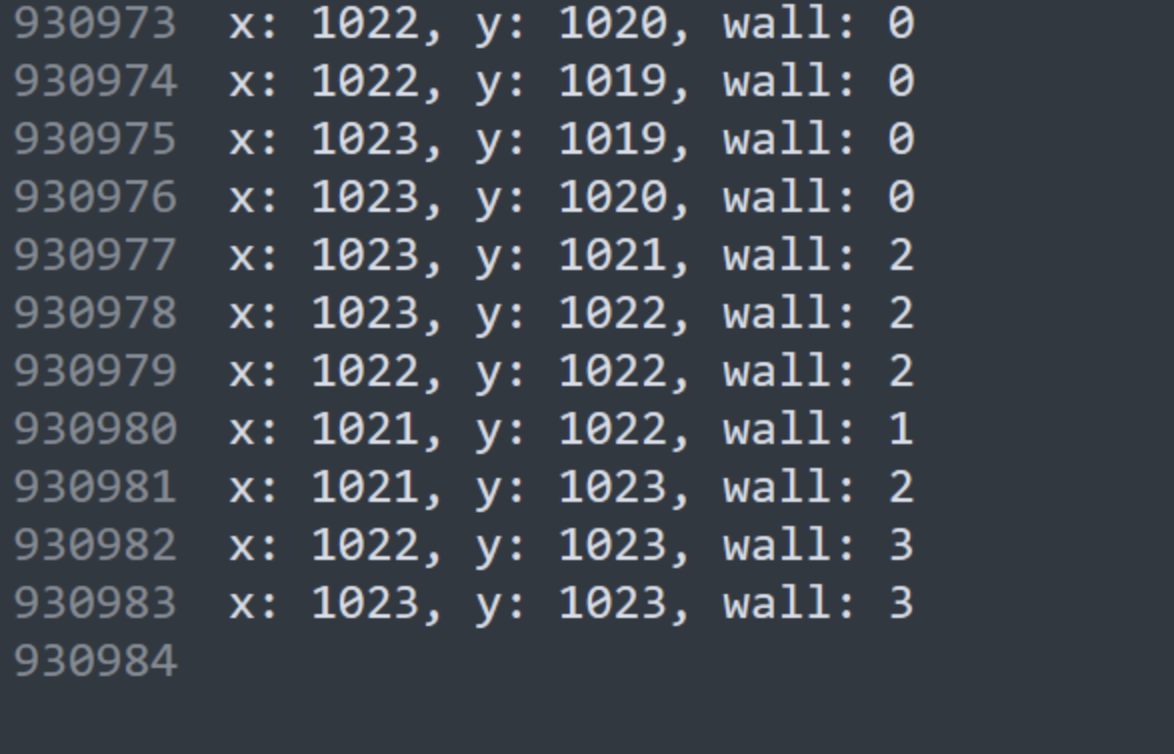 930973 x: 1022, y: 1020, wall: 0
930974 x: 1022, y: 1019, wall: 0
930975 x: 1023, y: 1019, wall: 0
930976 x: 1023, y: 1020, wall: 0
930977 x: 1023, y: 1021, wall: 2
930978 x: 1023, y: 1022, wall: 2
930979 x: 1022, y: 1022, wall: 2
930980 x: 1021, y: 1022, wall: 1
930981 x: 1021, y: 1023, wall: 2
930982 x: 1022, y: 1023, wall: 3
930983 x: 1023, y: 1023, wall: 3
930984